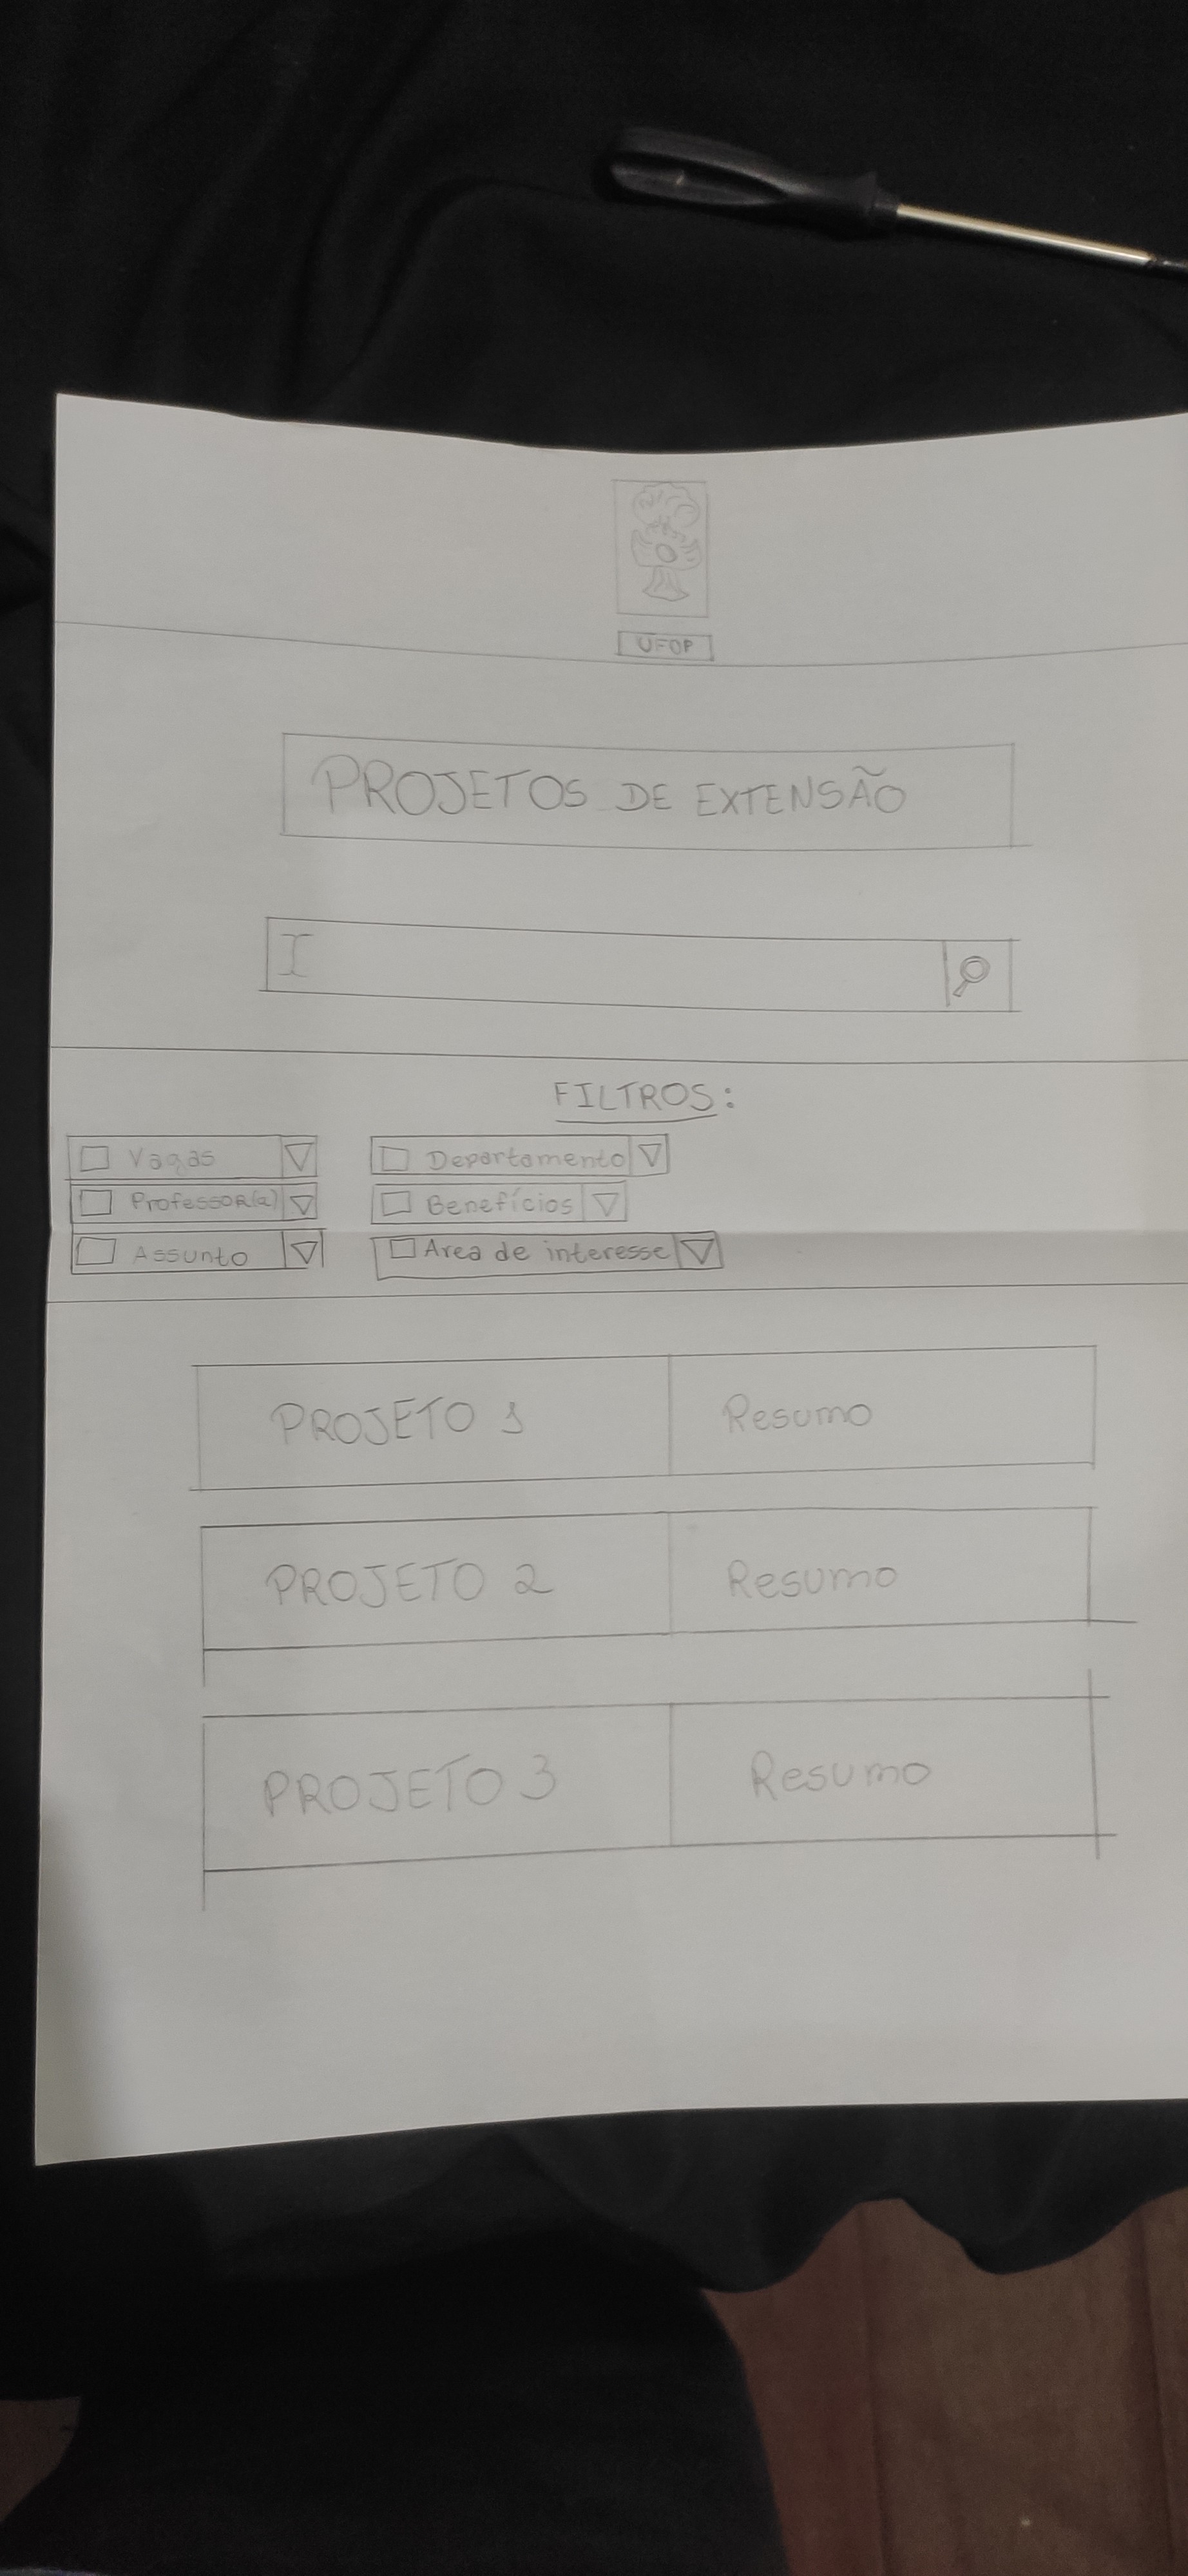 UFOP
PROJETOS DE EXTENSÃO
FILTROS:
Vagas
Departamento
Professor(a)
Benefícios
Assunto
Area de interesse
PROJETO 1
Resumo
PROJETO 2
Resumo
PROJETO 3
Resumo